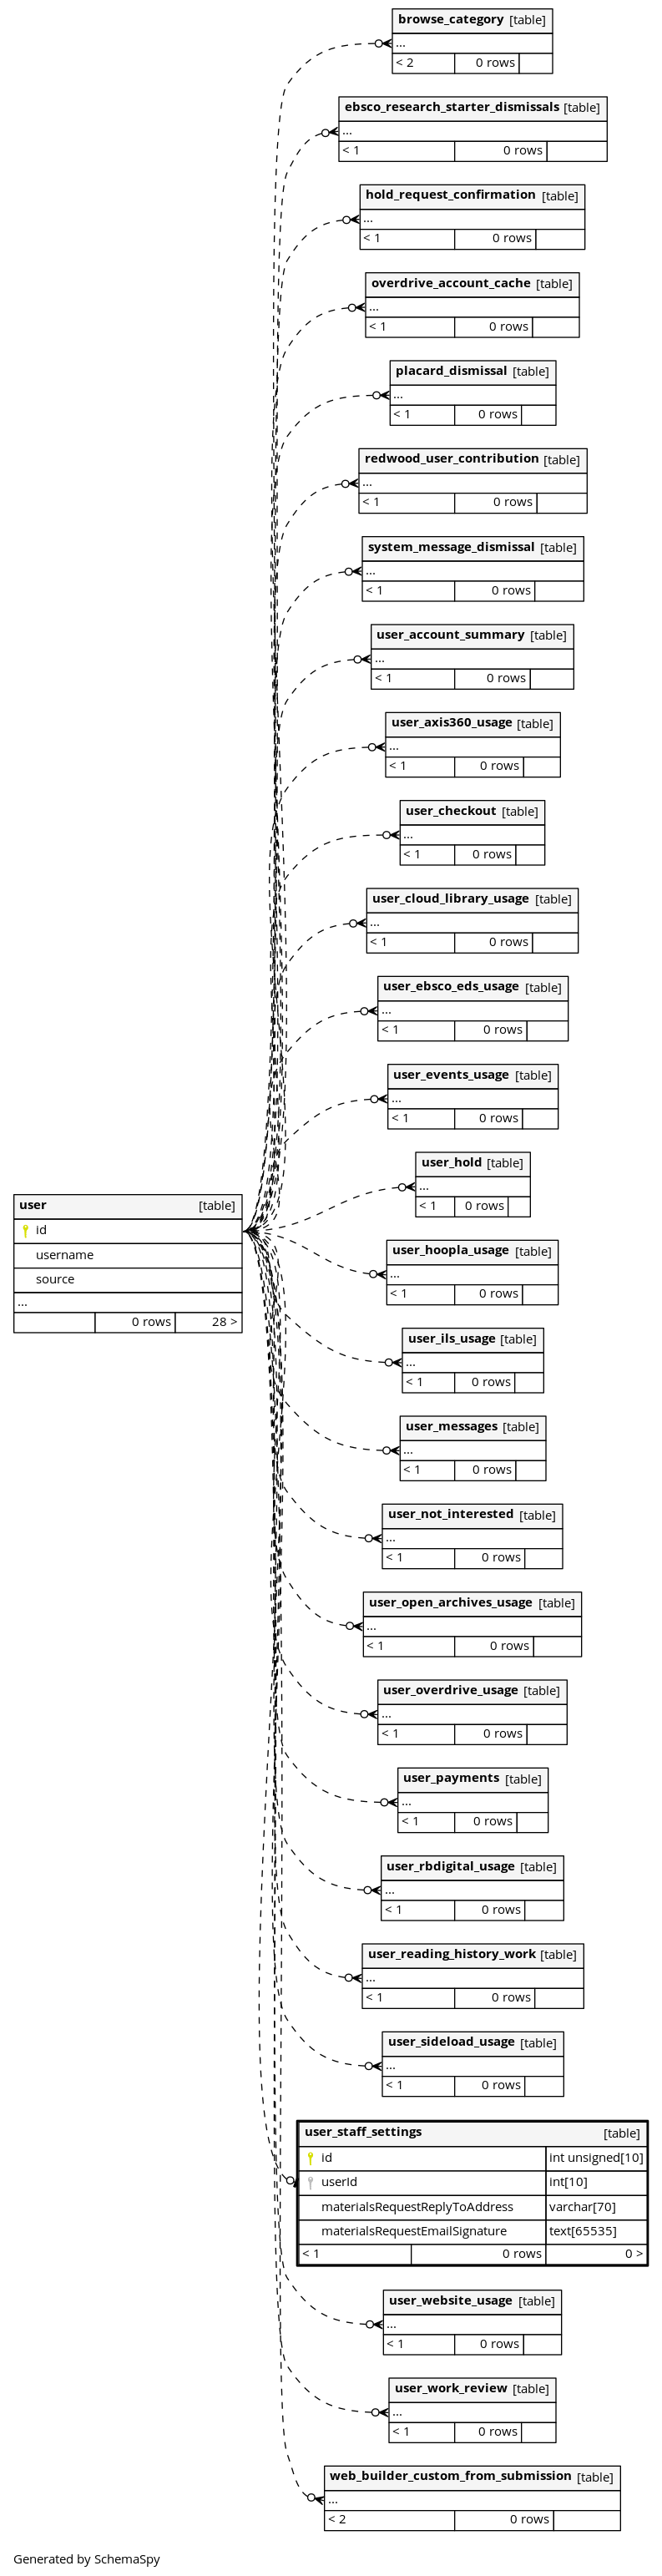 browse_category [table]
...
< 2 0 rows
ebsco_research_starter_dismissals [table]
...
< 1 0 rows
hold_request_confirmation [table]
...
< 1 0 rows
overdrive_account_cache [table]
...
< 1 0 rows
placard_dismissal [table]
...
< 1 0 rows
redwood_user_contribution [table]
...
< 1 0 rows
system_message_dismissal [table]
...
< 1 0 rows
user_account_summary [table]
...
< 1 0 rows
user_axis360_usage [table]
...
< 1 0 rows
user_checkout [table]
...
< 1 0 rows
user_cloud_library_usage [table]
...
< 1 0 rows
user_ebsco_eds_usage [table]
...
< 1 0 rows
user_events_usage [table]
...
< 1 0 rows
user_hold [table]
...
< 1 0 rows
user [table]
id
username
source
...
0 rows 28 >
user_hoopla_usage [table]
...
< 1 0 rows
user_ils_usage [table]
...
< 1 0 rows
user_messages [table]
...
< 1 0 rows
user_not_interested [table]
...
< 1 0 rows
user_open_archives_usage [table]
...
< 1 0 rows
user_overdrive_usage [table]
...
< 1 0 rows
user_payments [table]
...
< 1 0 rows
user_rbdigital_usage [table]
...
< 1 0 rows
user_reading_history_work [table]
...
< 1 0 rows
user_sideload_usage [table]
...
< 1 0 rows
user_staff_settings [table]
id int unsigned[10]
userId int[10]
materialsRequestReplyToAddress varchar[70]
materialsRequestEmailSignature text[65535]
< 1 0 rows 0 >
user_website_usage [table]
...
< 1 0 rows
user_work_review [table]
...
< 1 0 rows
web_builder_custom_from_submission [table]
...
< 2 0 rows
Generated by SchemaSpy